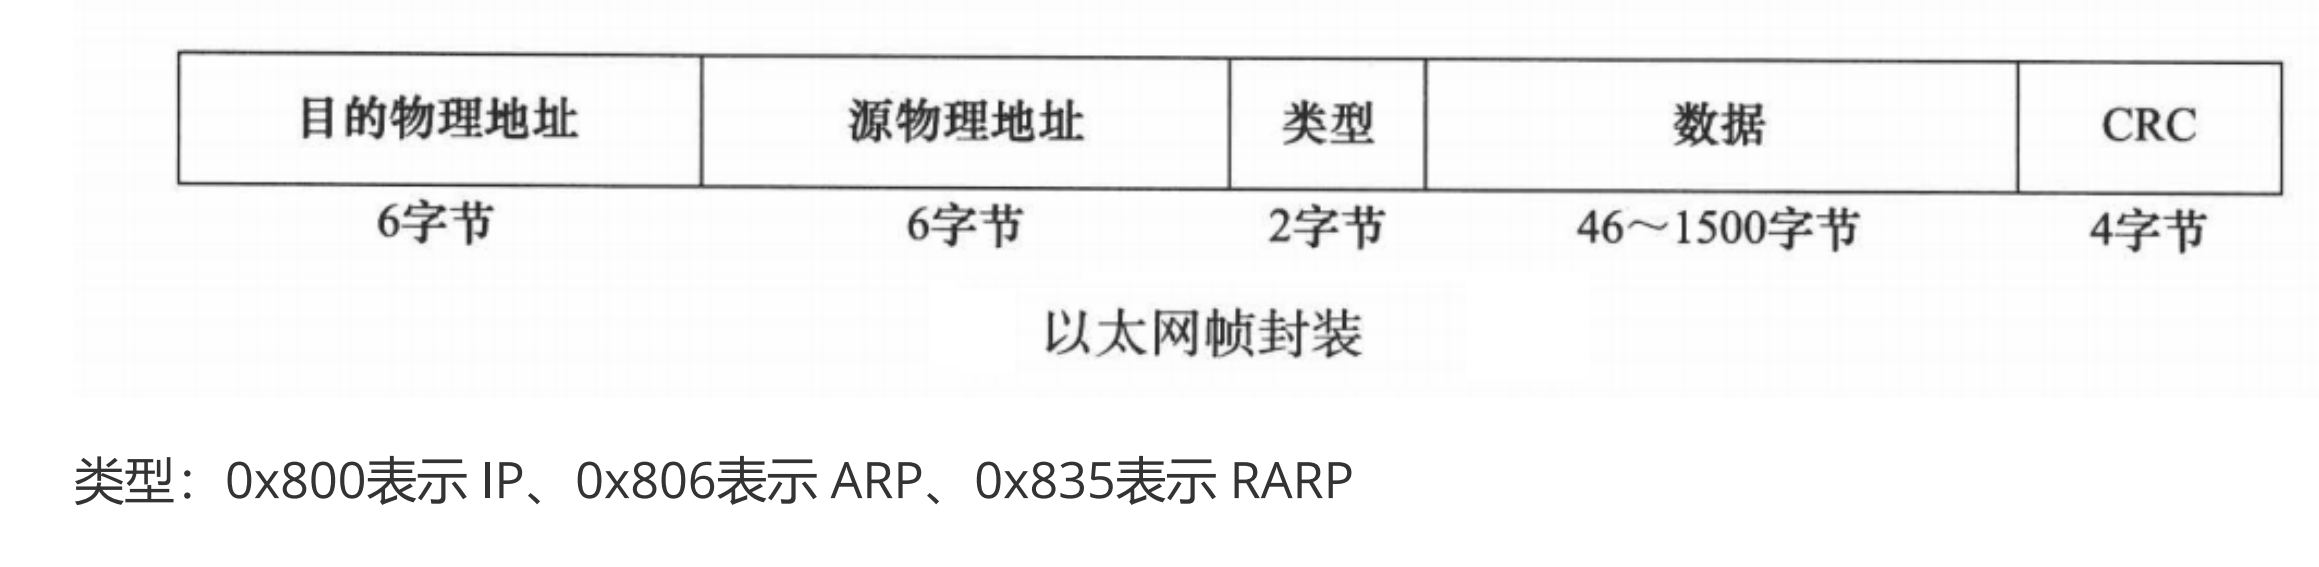 目的物理地址 源物理地址 类型 数据 CRC
6字节 6字节 2字节 46～1500字节 4字节
以太网帧封装
类型：0x800表示 IP、0x806表示 ARP、0x835表示 RARP